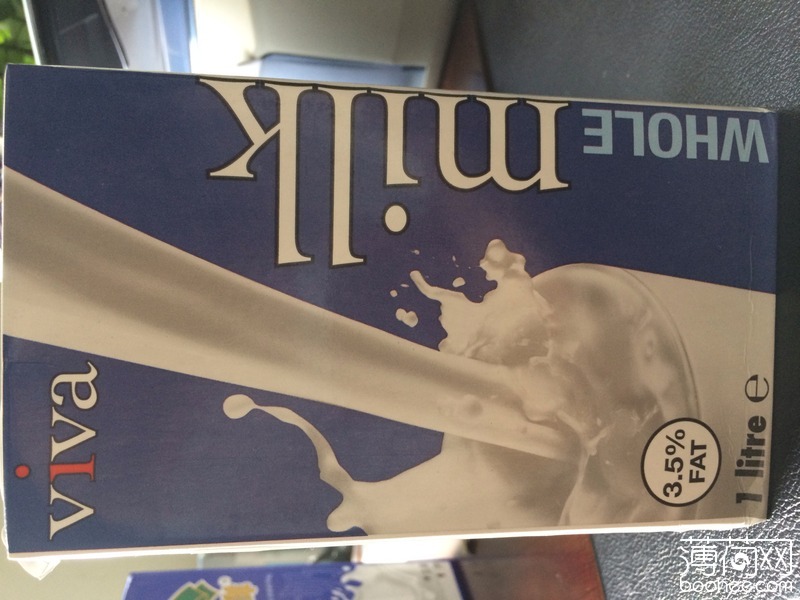 viva
WHOLE
milk
3.5%
FAT
1 litre e
薄荷网
boohee.com